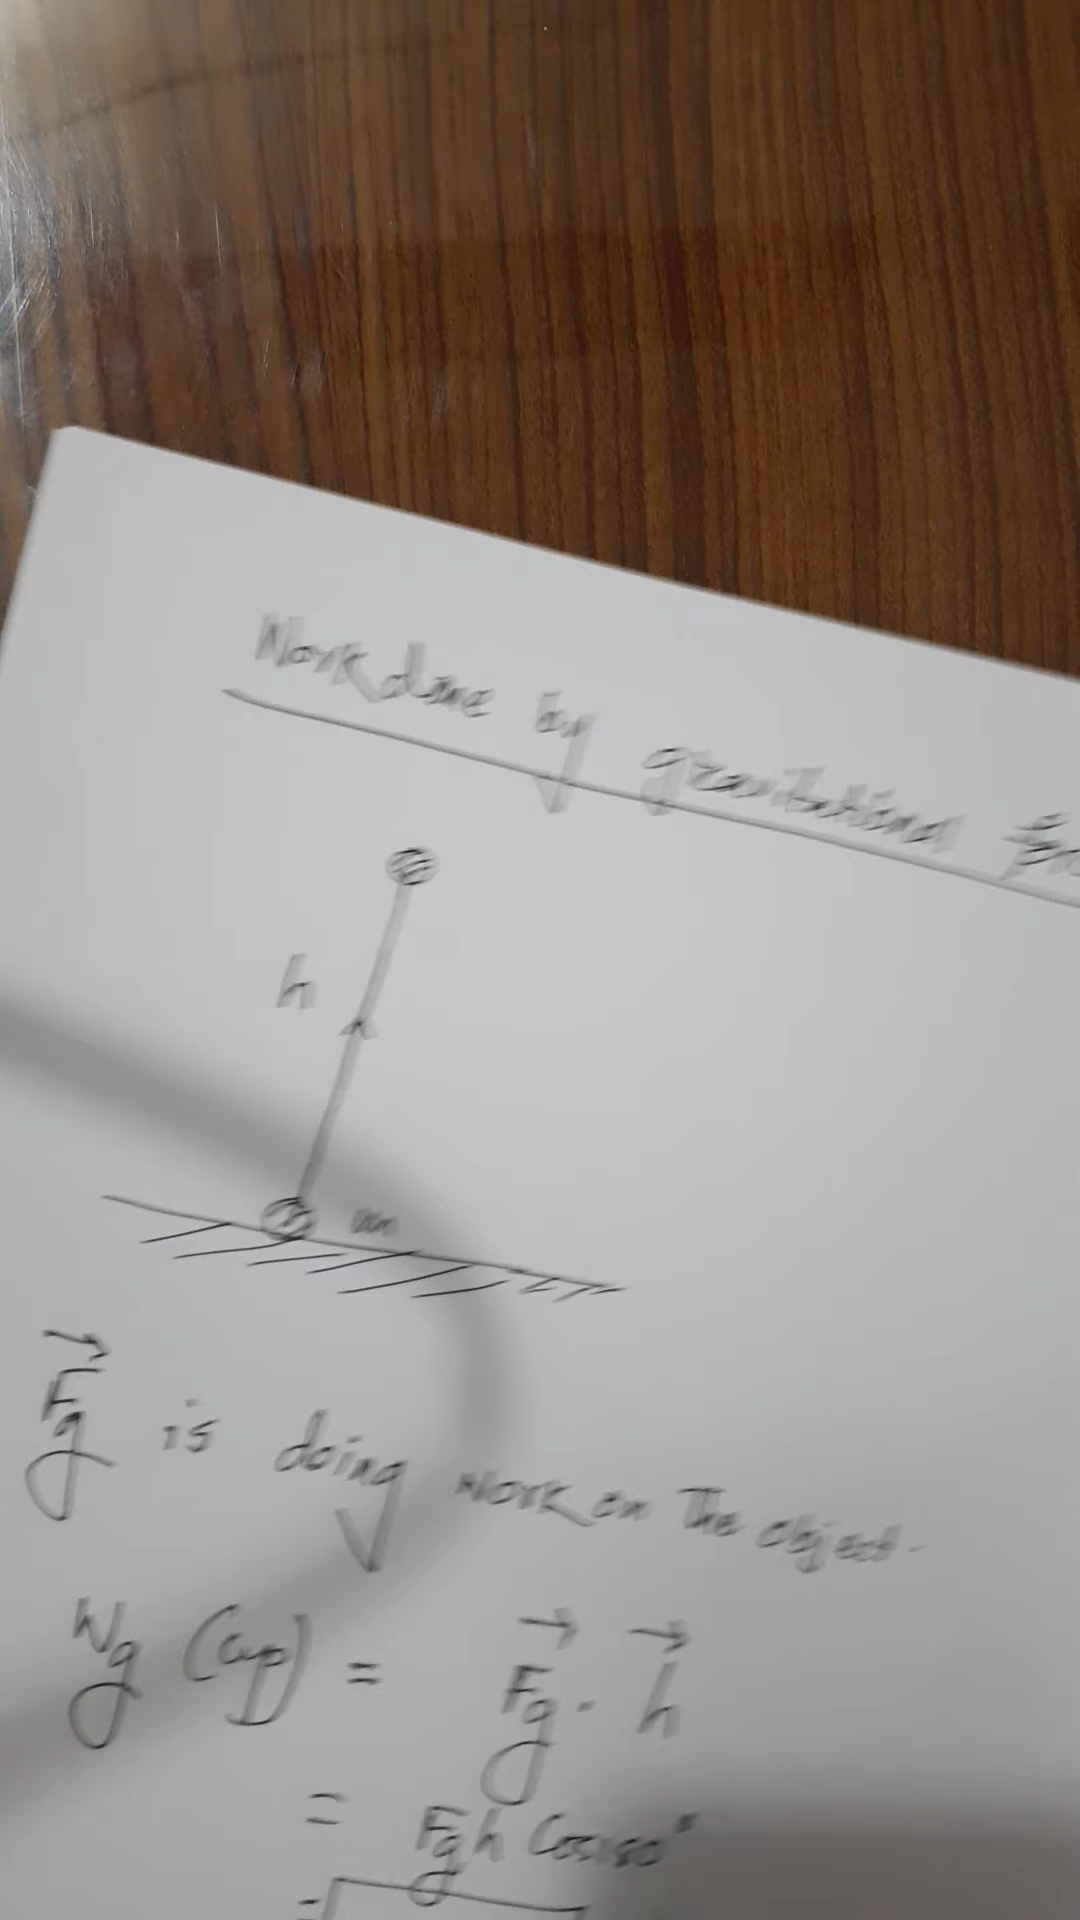 Work done by gravitational
h
m
Fg is doing work on The object.
Wg (up) = Fg . h
= Fgh Cos180°
=